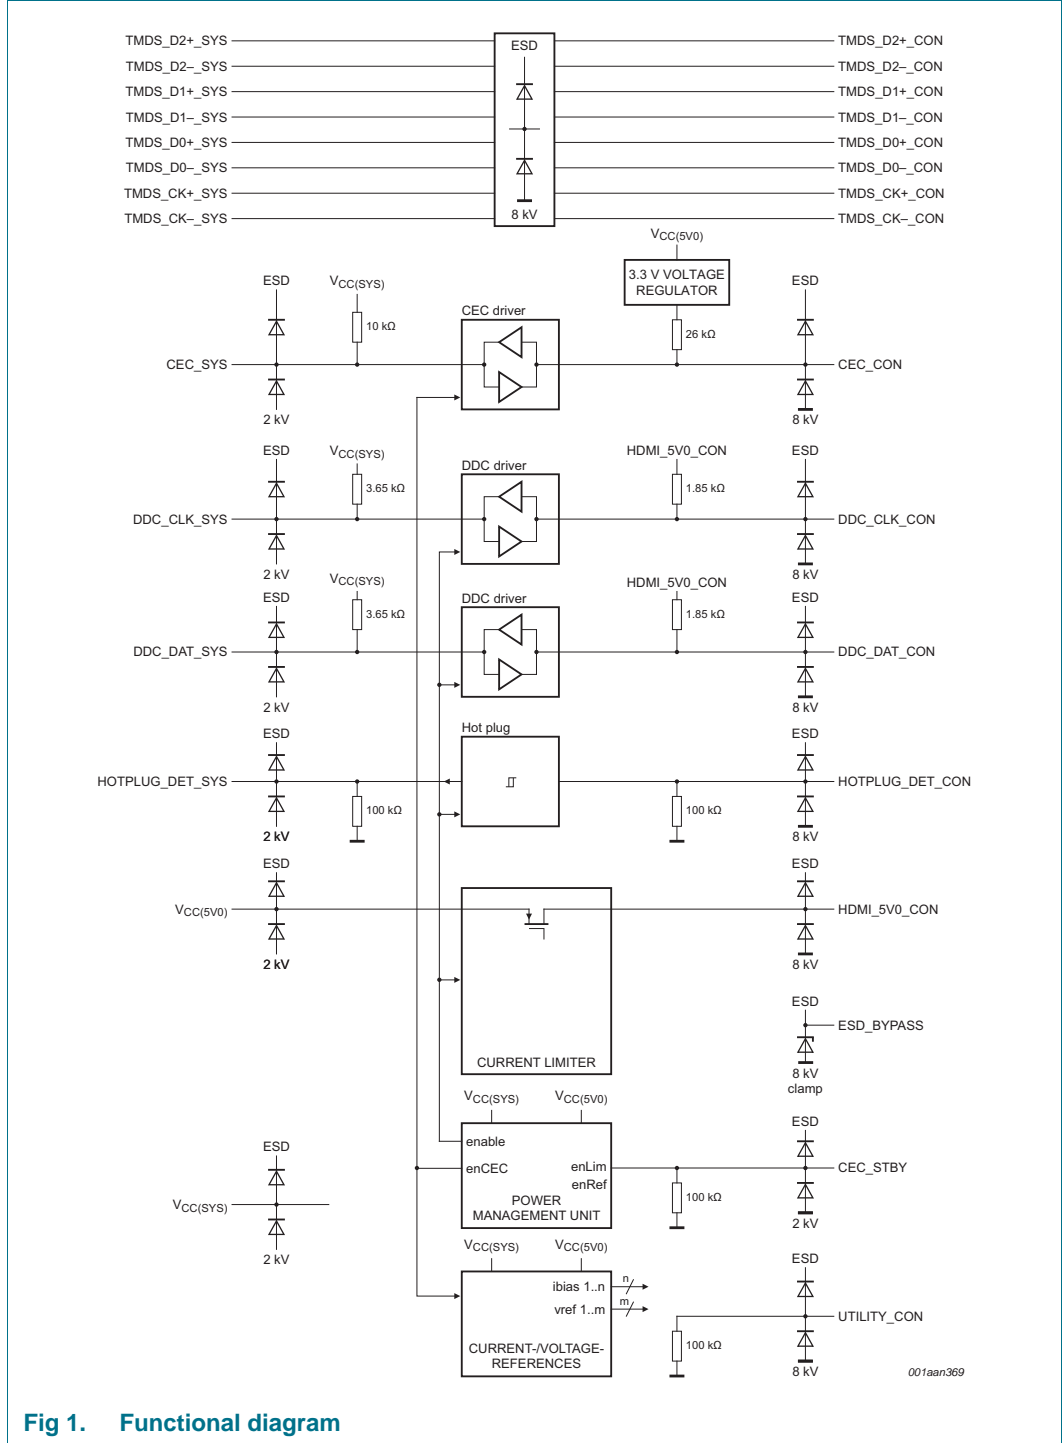 TMDS_D2+_SYS ESD TMDS_D2+_CON
TMDS_D2–_SYS TMDS_D2–_CON
TMDS_D1+_SYS TMDS_D1+_CON
TMDS_D1–_SYS TMDS_D1–_CON
TMDS_D0+_SYS TMDS_D0+_CON
TMDS_D0–_SYS TMDS_D0–_CON
TMDS_CK+_SYS TMDS_CK+_CON
TMDS_CK–_SYS 8 kV TMDS_CK–_CON
VCC(5V0)
ESD VCC(SYS) 3.3 V VOLTAGE ESD
REGULATOR
CEC driver
10 kΩ 26 kΩ
CEC_SYS CEC_CON
2 kV 8 kV
ESD VCC(SYS) HDMI_5V0_CON ESD
DDC driver
3.65 kΩ 1.85 kΩ
DDC_CLK_SYS DDC_CLK_CON
2 kV 8 kV
VCC(SYS) HDMI_5V0_CON
ESD DDC driver ESD
3.65 kΩ 1.85 kΩ
DDC_DAT_SYS DDC_DAT_CON
2 kV 8 kV
ESD Hot plug ESD
HOTPLUG_DET_SYS HOTPLUG_DET_CON
100 kΩ 100 kΩ
2 kV 8 kV
ESD ESD
VCC(5V0) HDMI_5V0_CON
2 kV 8 kV
ESD
ESD_BYPASS
CURRENT LIMITER 8 kV
clamp
VCC(SYS) VCC(5V0)
ESD
enable
ESD
enCEC enLim CEC_STBY
enRef
100 kΩ
VCC(SYS) POWER
MANAGEMENT UNIT 2 kV
2 kV
VCC(SYS) VCC(5V0) ESD
ibias 1..n n
vref 1..m m
UTILITY_CON
CURRENT-/VOLTAGE- 100 kΩ
REFERENCES
8 kV 001aan369
Fig 1. Functional diagram